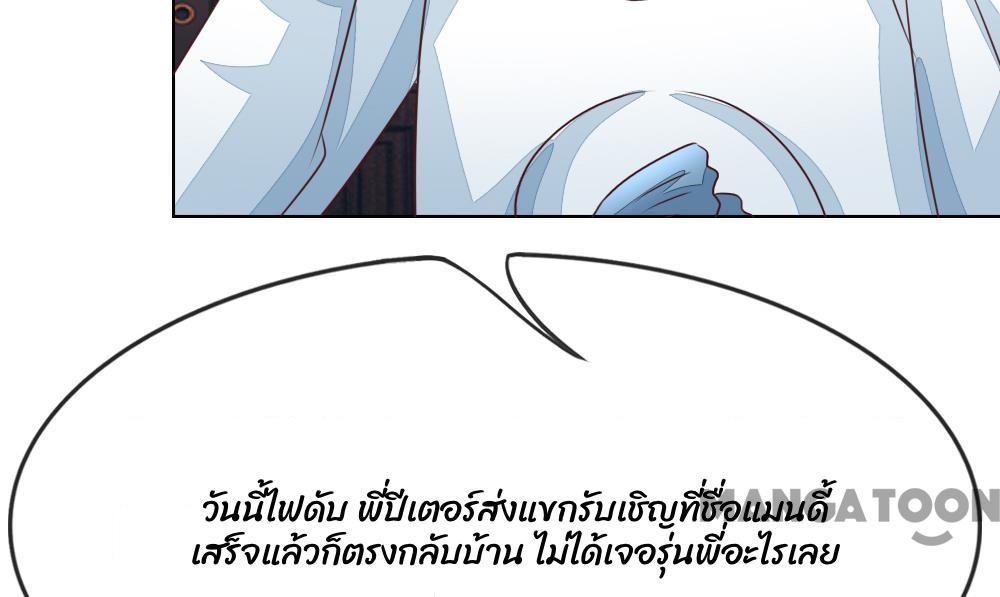 วันนี้ไฟดับ พี่ปีเตอร์ส่งแขกรับเชิญที่ชื่อแมนดี้
เสร็จแล้วก็ตรงกลับบ้าน ไม่ได้เจอรุ่นพี่อะไรเลย
MANGATOON